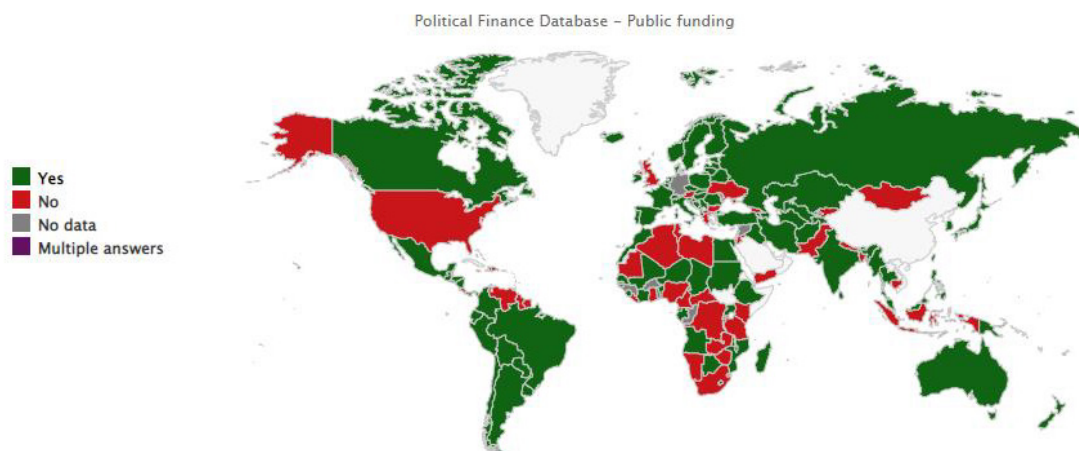 Political Finance Database – Public funding
Yes
No
No data
Multiple answers